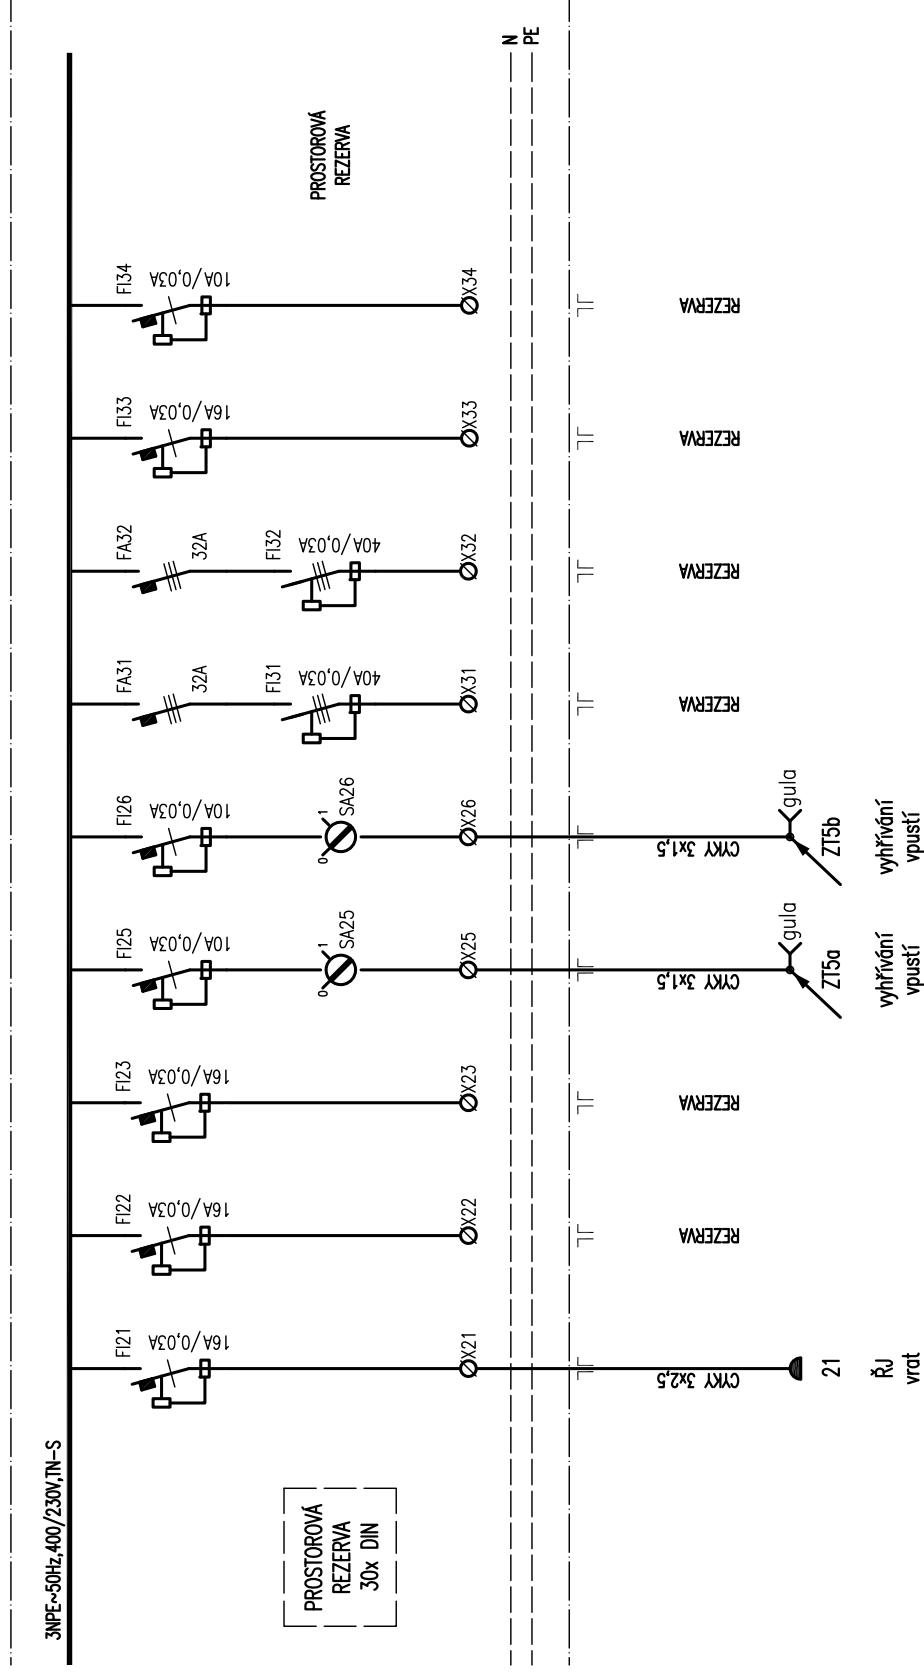 3NPE~50Hz,400/230V,TN-S
PROSTOROVÁ
REZERVA
30x DIN
FI21
16A/0,03A
X21
CYKY 3x2,5
21
ŘJ
vrat
FI22
16A/0,03A
X22
REZERVA
FI23
16A/0,03A
X23
REZERVA
FI25
10A/0,03A
0 1
SA25
X25
CYKY 3x1,5
gula
ZT5a
vyhřívání
vpustí
FI26
10A/0,03A
0 1
SA26
X26
CYKY 3x1,5
gula
ZT5b
vyhřívání
vpustí
FA31
32A
FI31
40A/0,03A
X31
REZERVA
FA32
32A
FI32
40A/0,03A
X32
REZERVA
FI33
16A/0,03A
X33
REZERVA
FI34
10A/0,03A
X34
REZERVA
PROSTOROVÁ
REZERVA
N
PE